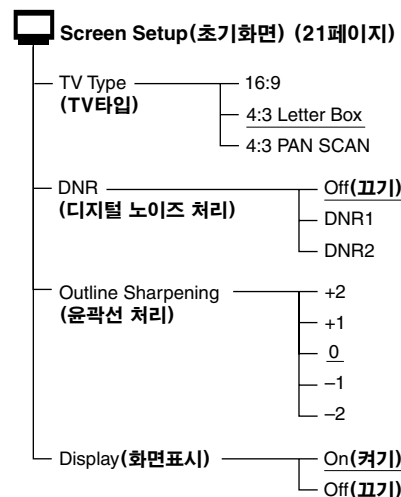 Screen Setup(초기화면) (21페이지)
TV Type
(TV타입)
16:9
4:3 Letter Box
4:3 PAN SCAN
DNR
(디지털 노이즈 처리)
Off(끄기)
DNR1
DNR2
Outline Sharpening
(윤곽선 처리)
+2
+1
0
–1
–2
Display(화면표시)
On(켜기)
Off(끄기)